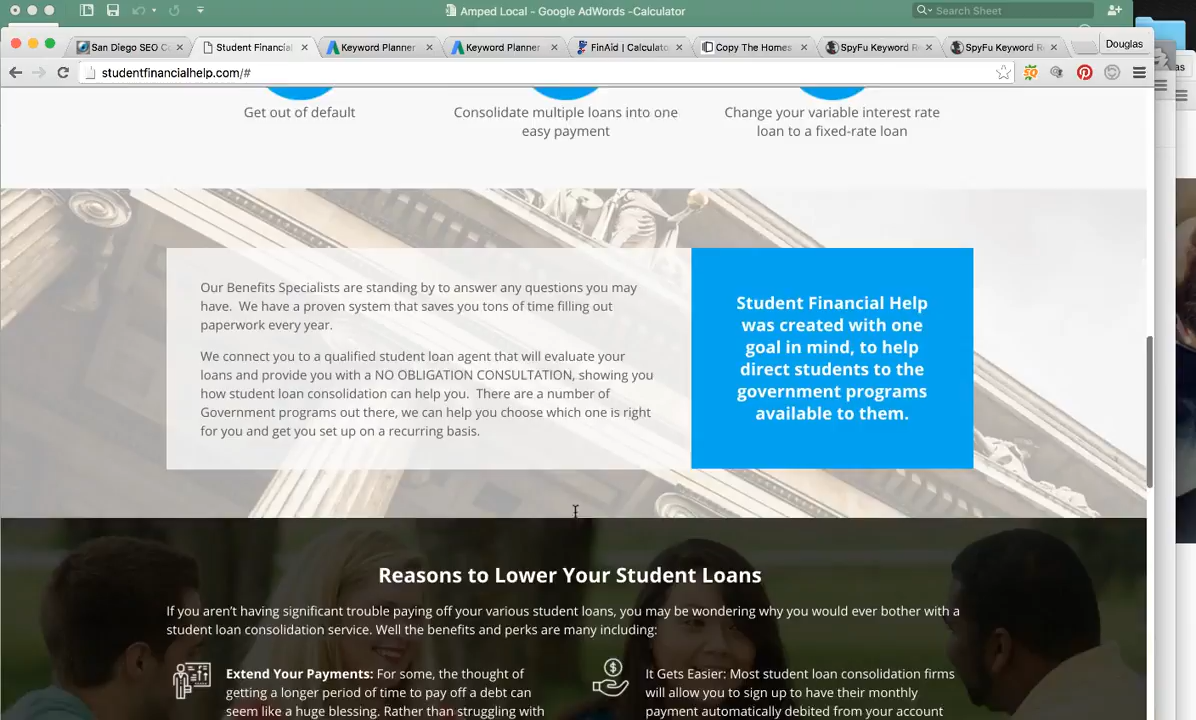 Amped Local - Google AdWords -Calculator
Search Sheet
San Diego SEO Ca
Student Financial
Keyword Planner
Keyword Planner
FinAid | Calculato
Copy The Homes
SpyFu Keyword R
SpyFu Keyword R
Douglas
studentfinancialhelp.com/#
Get out of default
Consolidate multiple loans into one
easy payment
Change your variable interest rate
loan to a fixed-rate loan
Our Benefits Specialists are standing by to answer any questions you may
have. We have a proven system that saves you tons of time filling out
paperwork every year.
We connect you to a qualified student loan agent that will evaluate your
loans and provide you with a NO OBLIGATION CONSULTATION, showing you
how student loan consolidation can help you. There are a number of
Government programs out there, we can help you choose which one is right
for you and get you set up on a recurring basis.
Student Financial Help
was created with one
goal in mind, to help
direct students to the
government programs
available to them.
Reasons to Lower Your Student Loans
If you aren't having significant trouble paying off your various student loans, you may be wondering why you would ever bother with a
student loan consolidation service. Well the benefits and perks are many including:
Extend Your Payments: For some, the thought of
getting a longer period of time to pay off a debt can
seem like a huge blessing. Rather than struggling with
It Gets Easier: Most student loan consolidation firms
will allow you to sign up to have their monthly
payment automatically debited from your account